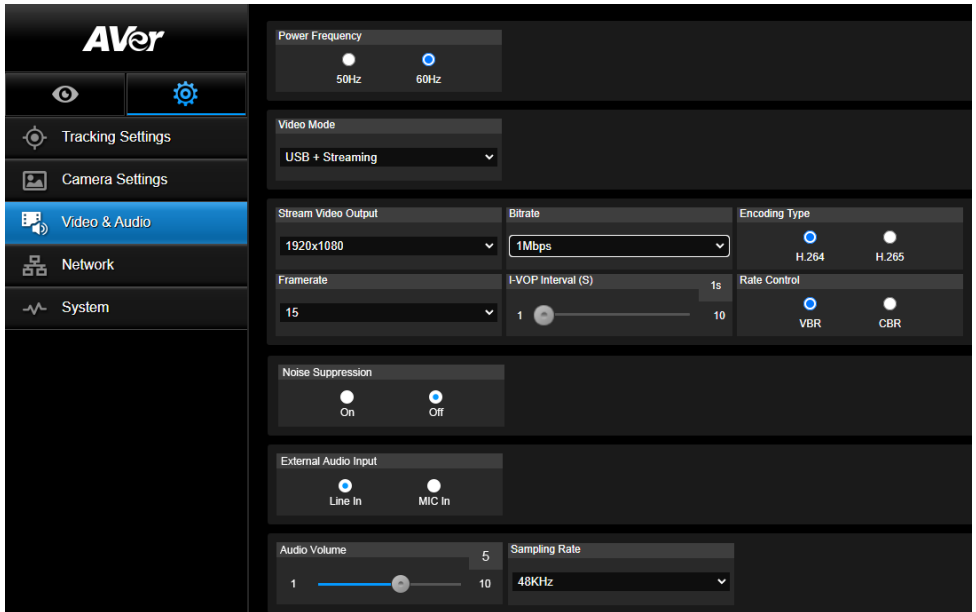 AVer
Tracking Settings
Camera Settings
Video & Audio
Network
System
Power Frequency
50Hz 60Hz
Video Mode
USB + Streaming
Stream Video Output Bitrate Encoding Type
1920x1080 1Mbps H.264 H.265
Framerate I-VOP Interval (S) 1s Rate Control
15 1 10 VBR CBR
Noise Suppression
On Off
External Audio Input
Line In MIC In
Audio Volume 5 Sampling Rate
1 10 48KHz